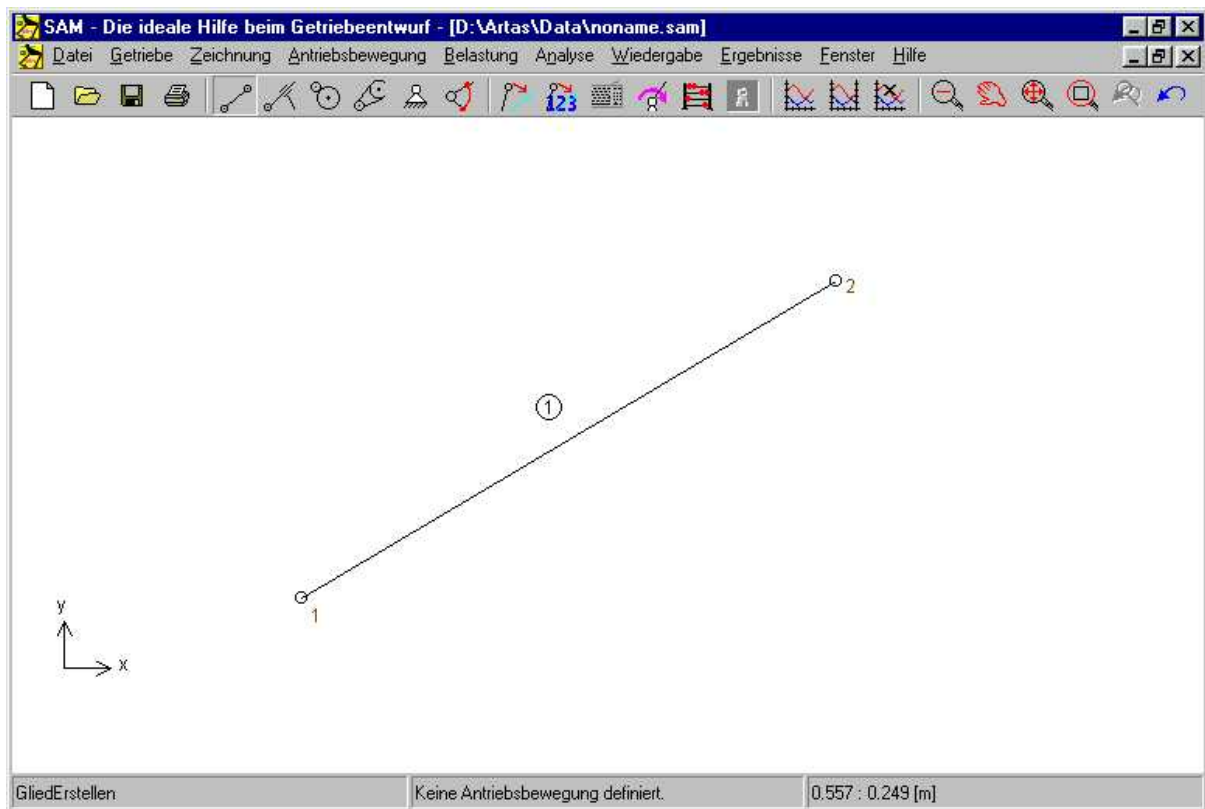 SAM - Die ideale Hilfe beim Getriebeentwurf - [D:\Artas\Data\noname.sam]
Datei Getriebe Zeichnung Antriebsbewegung Belastung Analyse Wiedergabe Ergebnisse Fenster Hilfe
123
2
1
1
y
x
GliedErstellen Keine Antriebsbewegung definiert. 0.557 : 0.249 [m]